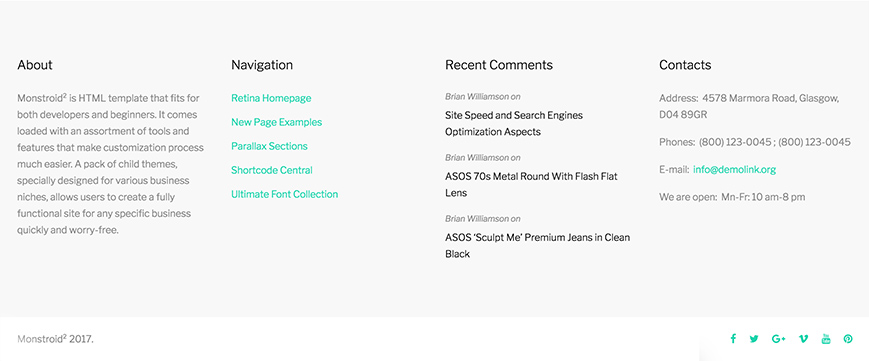 About
Monstroid² is HTML template that fits for
both developers and beginners. It comes
loaded with an assortment of tools and
features that make customization process
much easier. A pack of child themes,
specially designed for various business
niches, allows users to create a fully
functional site for any specific business
quickly and worry-free.
Navigation
Retina Homepage
New Page Examples
Parallax Sections
Shortcode Central
Ultimate Font Collection
Recent Comments
Brian Williamson on
Site Speed and Search Engines
Optimization Aspects
Brian Williamson on
ASOS 70s Metal Round With Flash Flat
Lens
Brian Williamson on
ASOS ‘Sculpt Me’ Premium Jeans in Clean
Black
Contacts
Address: 4578 Marmora Road, Glasgow,
D04 89GR
Phones: (800) 123-0045 ; (800) 123-0045
E-mail: info@demolink.org
We are open: Mn-Fr: 10 am-8 pm
Monstroid² 2017.